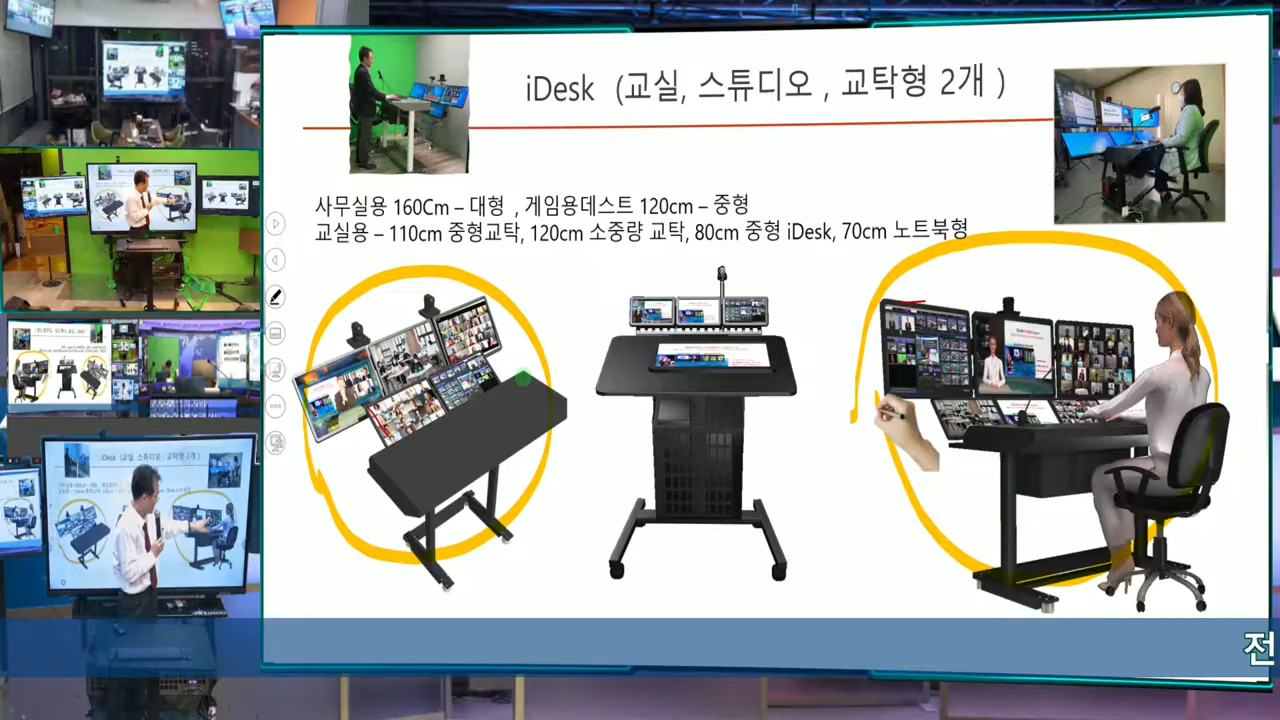 iDesk (교실, 스튜디오 , 교탁형 2개 )
사무실용 160Cm – 대형 , 게임용데스트 120cm – 중형
교실용 – 110cm 중형교탁, 120cm 소중량 교탁, 80cm 중형 iDesk, 70cm 노트북형
전